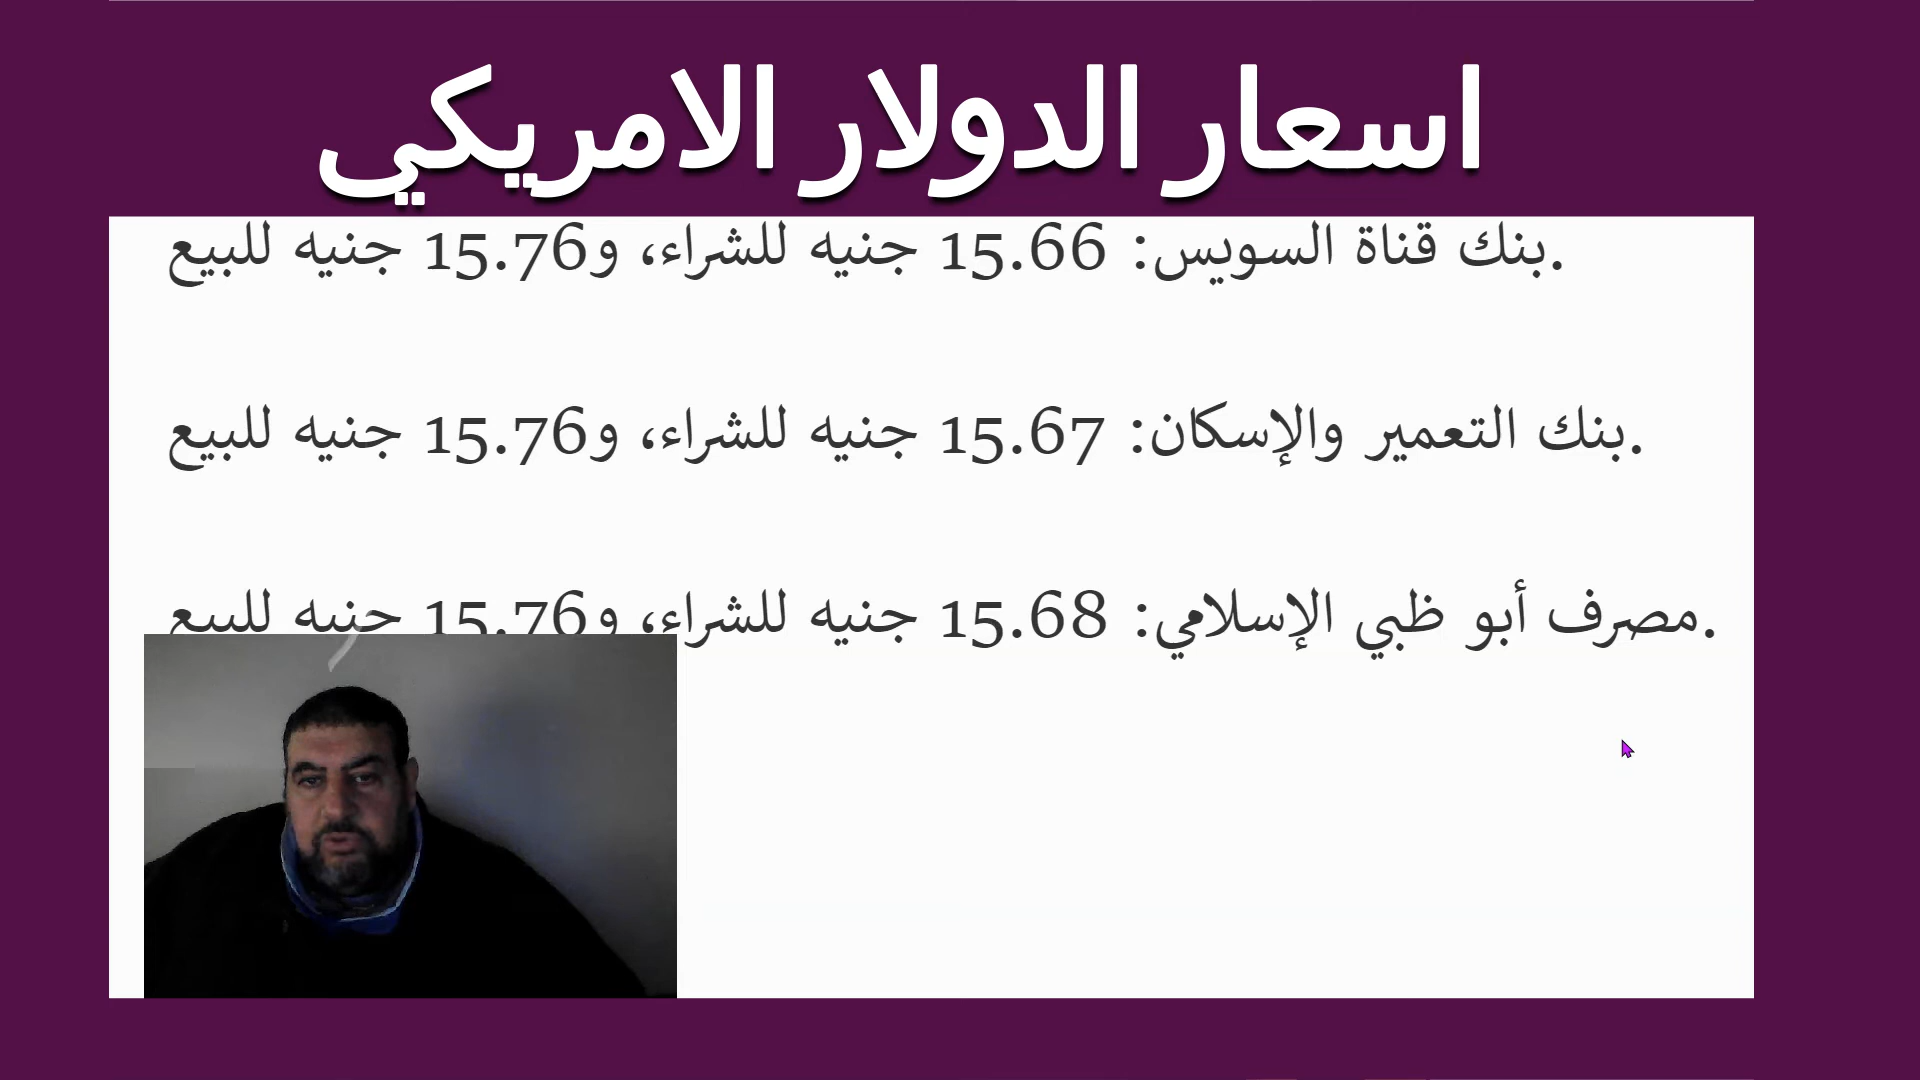 اسعار الدولار الامريكي
بنك قناة السويس: 15.66 جنيه للشراء، و15.76 جنيه للبيع.
بنك التعمير والإسكان: 15.67 جنيه للشراء، و15.76 جنيه للبيع.
مصرف أبو ظبي الإسلامي: 15.68 جنيه للشراء، و15.76 جنيه للبيع.